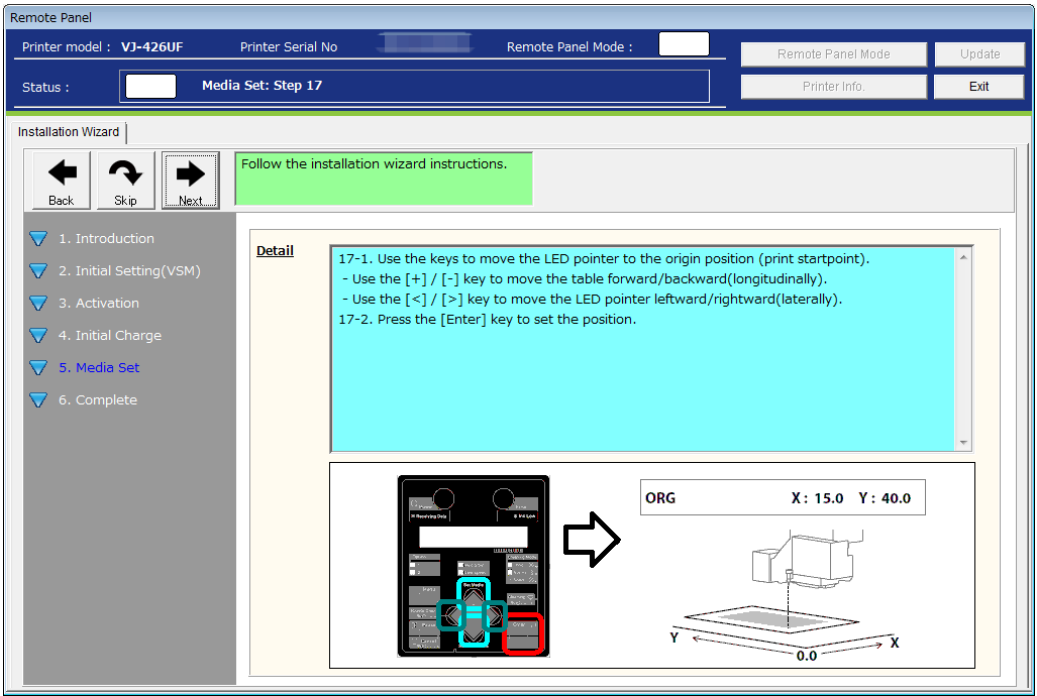 Remote Panel
Printer model : VJ-426UF Printer Serial No Remote Panel Mode :
Remote Panel Mode Update
Status : Media Set: Step 17
Printer Info. Exit
Installation Wizard
Back Skip Next
Follow the installation wizard instructions.
1. Introduction
2. Initial Setting(VSM)
3. Activation
4. Initial Charge
5. Media Set
6. Complete
Detail
17-1. Use the keys to move the LED pointer to the origin position (print startpoint).
- Use the [+] / [-] key to move the table forward/backward(longitudinally).
- Use the [<] / [>] key to move the LED pointer leftward/rightward(laterally).
17-2. Press the [Enter] key to set the position.
ORG X : 15.0 Y : 40.0
Y X
0.0